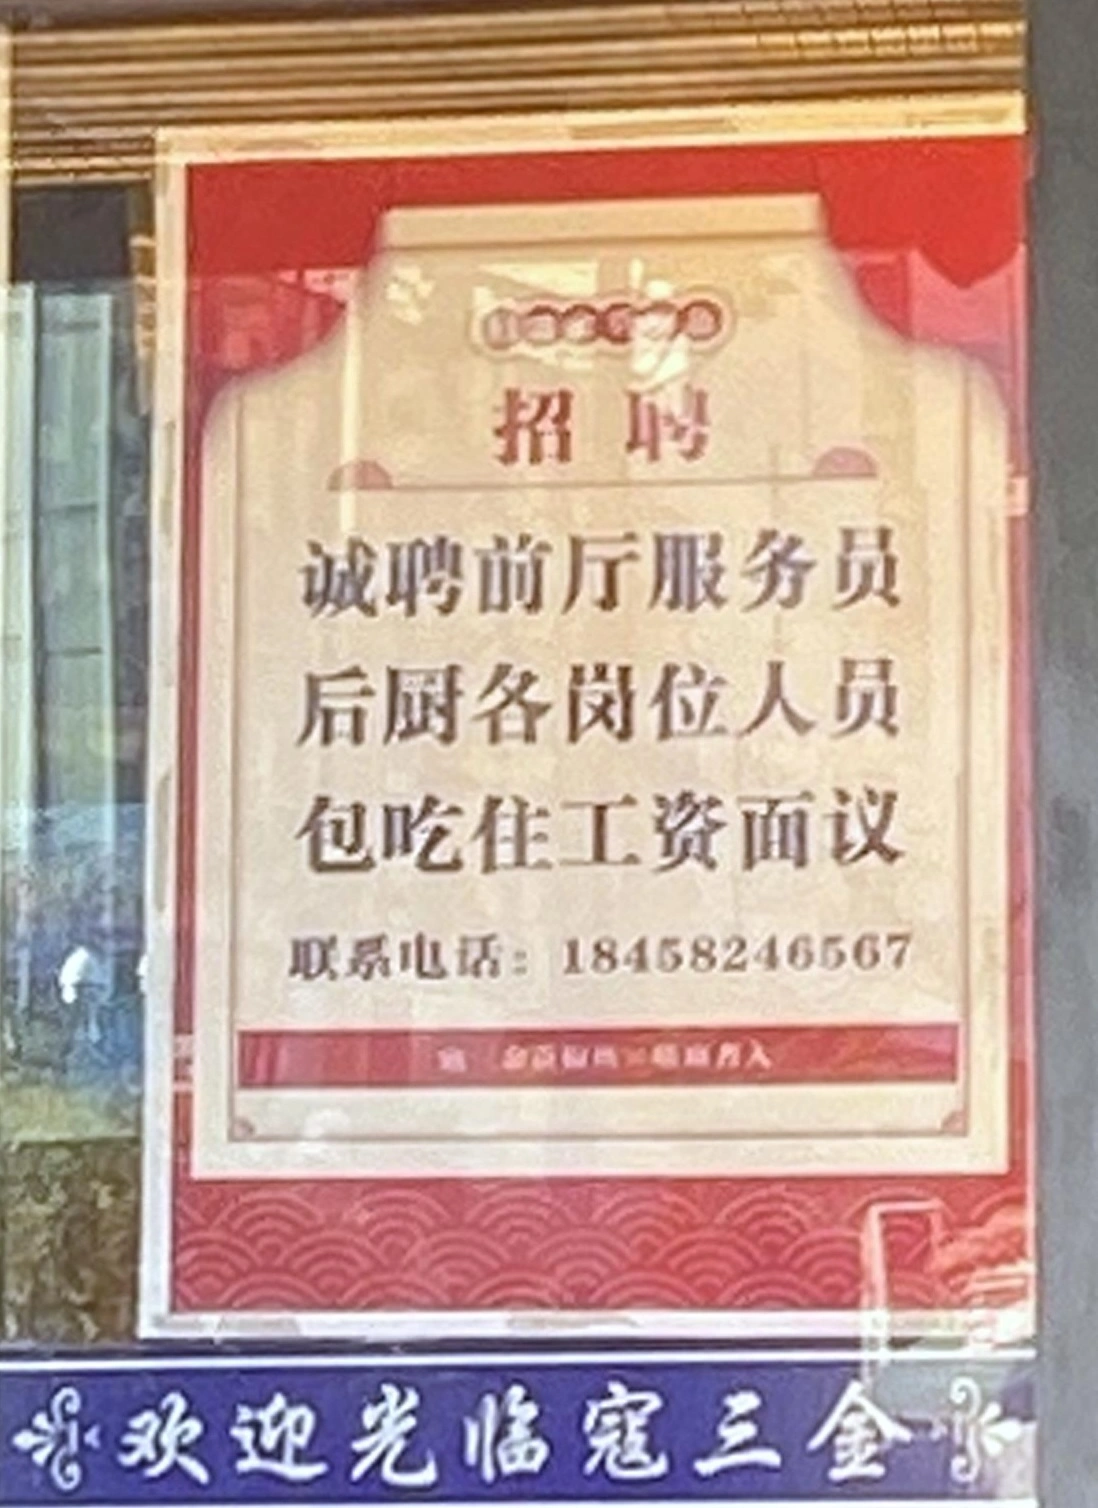 招聘
诚聘前厅服务员
后厨各岗位人员
包吃住工资面议
联系电话：18458246567
欢迎光临寇三金